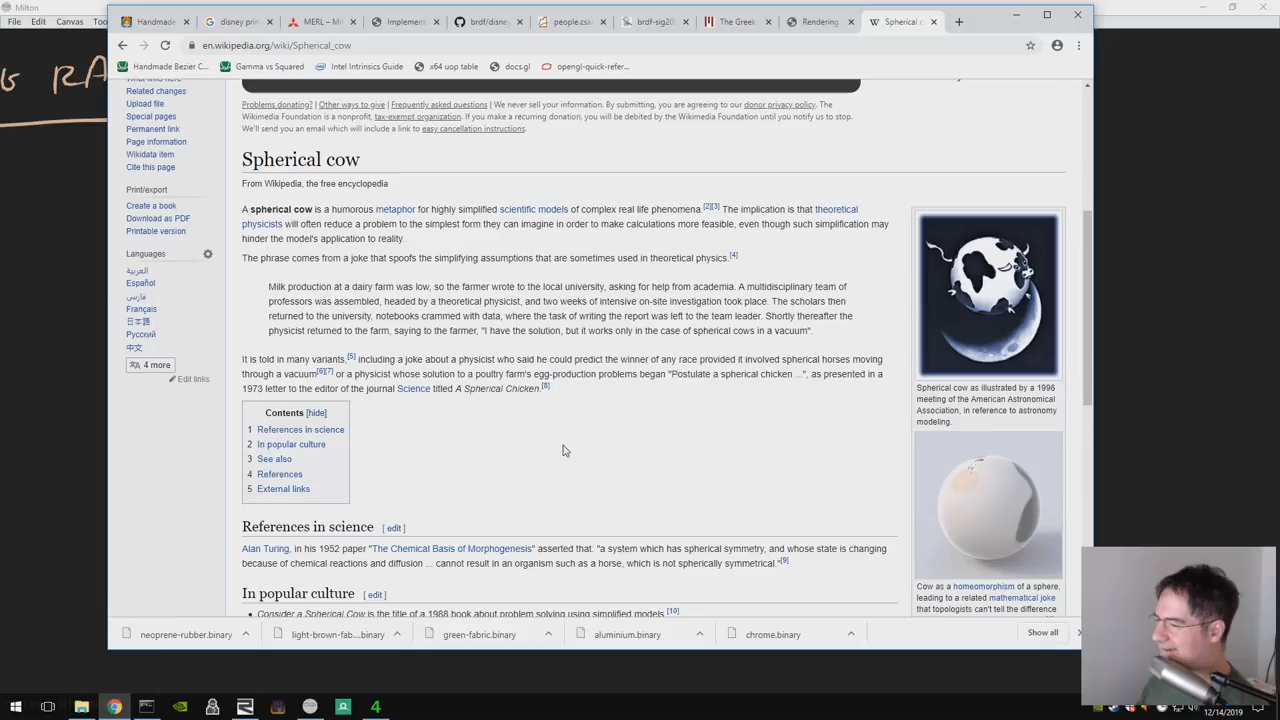 Milton
File
Canvas
Handmade
disney prin
MERL – Mi
Implement
brdf/disney
people.csai
brdf-sig20
The Greek
Rendering
Spherical c
en.wikipedia.org/wiki/Spherical_cow
Handmade Bezier C...
Gamma vs Squared
Intel Intrinsics Guide
x64 uop table
docs.gl
opengl-quick-refer...
RA
What links here
Related changes
Upload file
Special pages
Permanent link
Page information
Wikidata item
Cite this page
Print/export
Create a book
Download as PDF
Printable version
Languages
العربية
Español
فارسی
Français
日本語
Русский
中文
4 more
Edit links
Problems donating? | Other ways to give | Frequently asked questions | We never sell your information. By submitting, you are agreeing to our donor privacy policy. The
Wikimedia Foundation is a nonprofit, tax-exempt organization. If you make a recurring donation, you will be debited by the Wikimedia Foundation until you notify us to stop.
We'll send you an email which will include a link to easy cancellation instructions.
Spherical cow
From Wikipedia, the free encyclopedia
A spherical cow is a humorous metaphor for highly simplified scientific models of complex real life phenomena.[2][3] The implication is that theoretical
physicists will often reduce a problem to the simplest form they can imagine in order to make calculations more feasible, even though such simplification may
hinder the model's application to reality.
The phrase comes from a joke that spoofs the simplifying assumptions that are sometimes used in theoretical physics.[4]
Milk production at a dairy farm was low, so the farmer wrote to the local university, asking for help from academia. A multidisciplinary team of
professors was assembled, headed by a theoretical physicist, and two weeks of intensive on-site investigation took place. The scholars then
returned to the university, notebooks crammed with data, where the task of writing the report was left to the team leader. Shortly thereafter the
physicist returned to the farm, saying to the farmer, "I have the solution, but it works only in the case of spherical cows in a vacuum".
It is told in many variants,[5] including a joke about a physicist who said he could predict the winner of any race provided it involved spherical horses moving
through a vacuum[6][7] or a physicist whose solution to a poultry farm's egg-production problems began "Postulate a spherical chicken ...", as presented in a
1973 letter to the editor of the journal Science titled A Spherical Chicken.[8]
Contents [hide]
1 References in science
2 In popular culture
3 See also
4 References
5 External links
References in science [ edit ]
Alan Turing, in his 1952 paper "The Chemical Basis of Morphogenesis" asserted that: "a system which has spherical symmetry, and whose state is changing
because of chemical reactions and diffusion ... cannot result in an organism such as a horse, which is not spherically symmetrical."[9]
In popular culture [ edit ]
• Consider a Spherical Cow is the title of a 1988 book about problem solving using simplified models.[10]
Spherical cow as illustrated by a 1996
meeting of the American Astronomical
Association, in reference to astronomy
modeling.
Cow as a homeomorphism of a sphere,
leading to a related mathematical joke
that topologists can't tell the difference
neoprene-rubber.binary
light-brown-fab....binary
green-fabric.binary
aluminium.binary
chrome.binary
Show all
4
12/14/2019